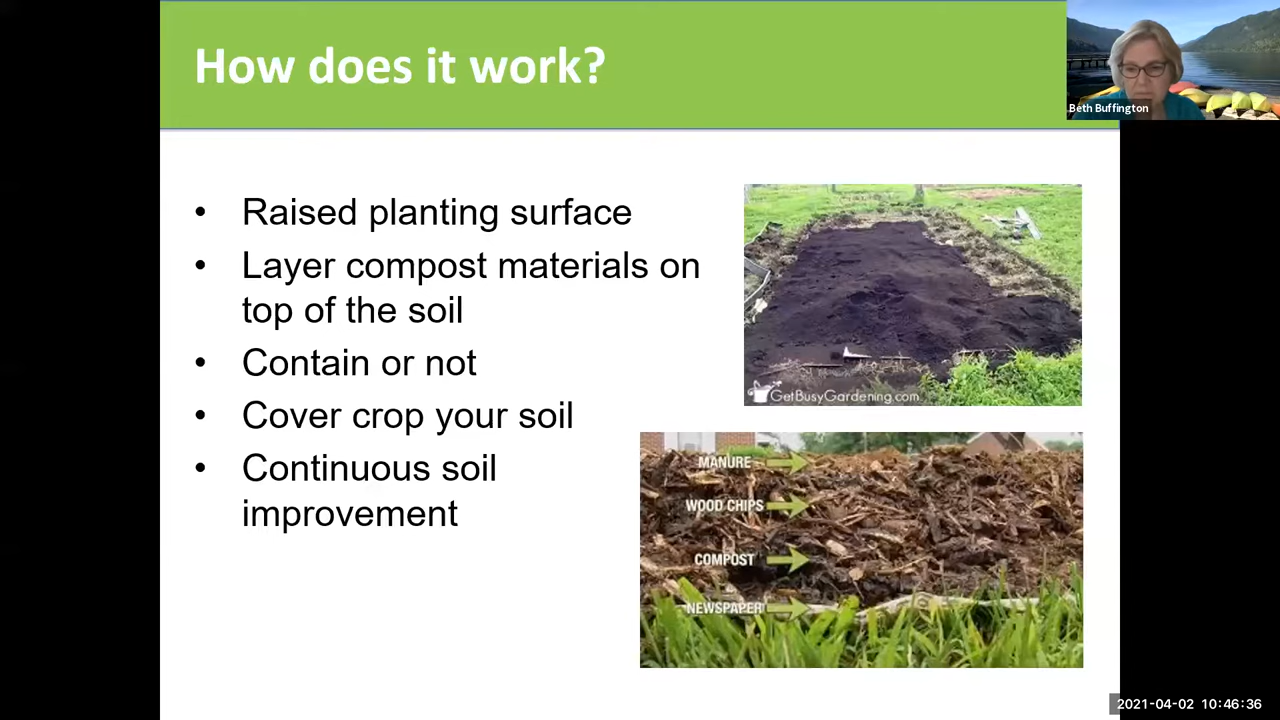 How does it work?
Beth Buffington
• Raised planting surface
• Layer compost materials on
top of the soil
• Contain or not
• Cover crop your soil
• Continuous soil
improvement
GetBusyGardening.com
MANURE
WOOD CHIPS
COMPOST
NEWSPAPER
2021-04-02 10:46:36